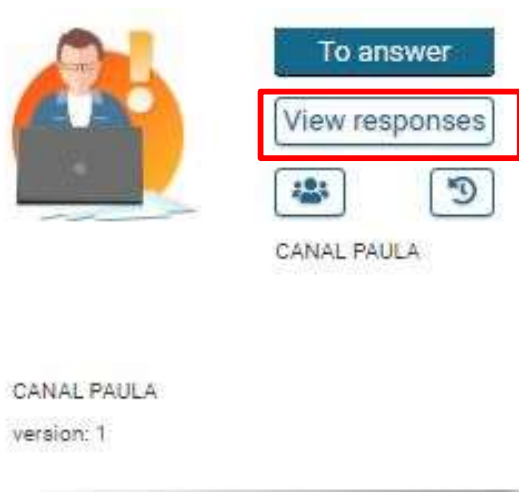 To answer
View responses
CANAL PAULA
CANAL PAULA
version: 1